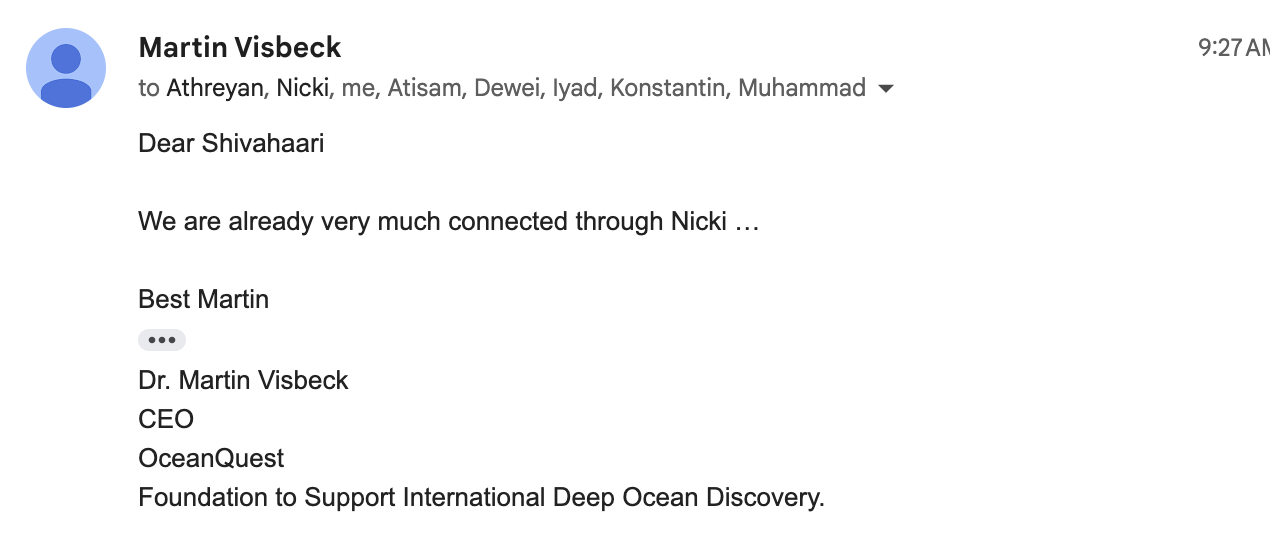 Martin Visbeck
9:27 AM
to Athreyan, Nicki, me, Atisam, Dewei, Iyad, Konstantin, Muhammad
Dear Shivahaari
We are already very much connected through Nicki …
Best Martin
•••
Dr. Martin Visbeck
CEO
OceanQuest
Foundation to Support International Deep Ocean Discovery.